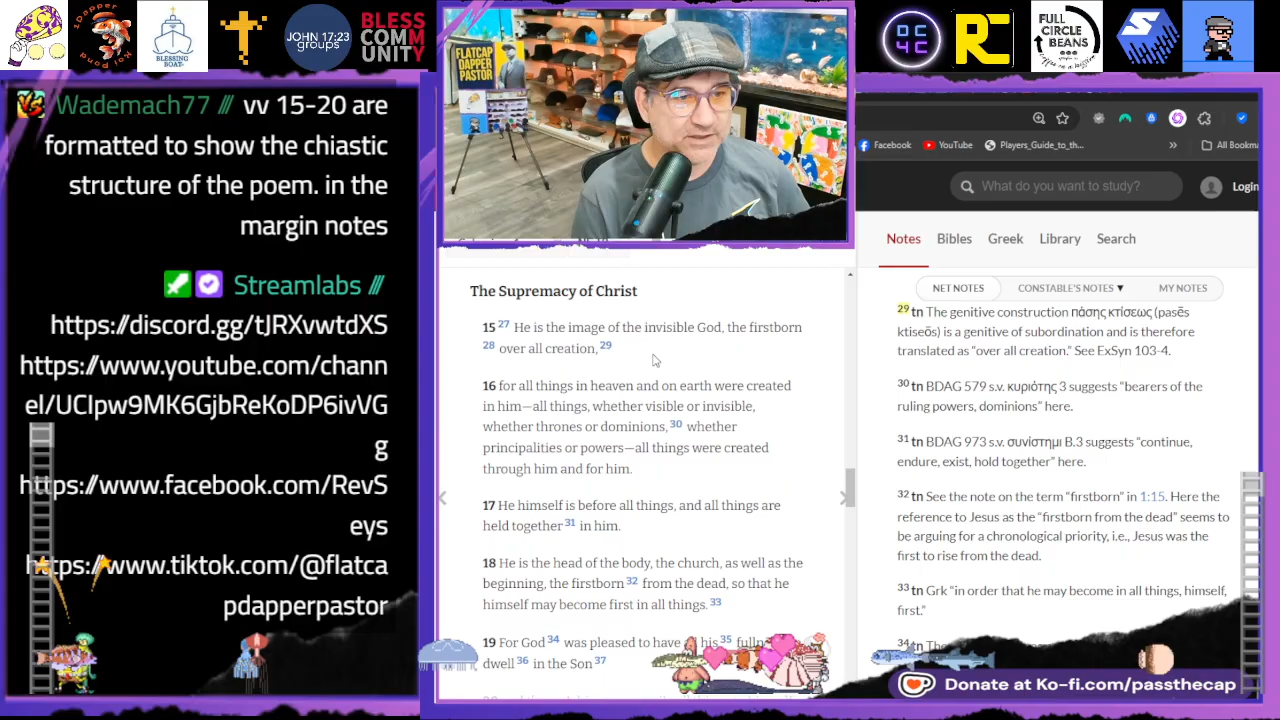 Dapper
Koi Pond
BLESSING
BOAT
JOHN 17:23
groups
BLESS
COMM
UNITY
OC
4C
RC
FULL
CIRCLE
BEANS
VS Wademach77 /// vv 15-20 are
formatted to show the chiastic
structure of the poem. in the
margin notes
Streamlabs ///
https://discord.gg/tJRXvwtdXS
https://www.youtube.com/chann
el/UCIpw9MK6GjbReKoDP6ivVG
g
https://www.facebook.com/RevS
eys
https://www.tiktok.com/@flatca
pdapperpastor
FLATCAP
DAPPER
PASTOR
The Supremacy of Christ
15 27 He is the image of the invisible God, the firstborn
28 over all creation, 29
16 for all things in heaven and on earth were created
in him—all things, whether visible or invisible,
whether thrones or dominions, 30 whether
principalities or powers—all things were created
through him and for him.
17 He himself is before all things, and all things are
held together 31 in him.
18 He is the head of the body, the church, as well as the
beginning, the firstborn 32 from the dead, so that he
himself may become first in all things. 33
19 For God 34 was pleased to have all his 35
dwell 36 in the Son 37
Facebook YouTube Players_Guide_to_th... » All Bookma
What do you want to study? Login
Notes Bibles Greek Library Search
NET NOTES CONSTABLE'S NOTES ▼ MY NOTES
29 tn The genitive construction πάσης κτίσεως (pasēs
ktiseōs) is a genitive of subordination and is therefore
translated as “over all creation.” See ExSyn 103-4.
30 tn BDAG 579 s.v. κυριότης 3 suggests “bearers of the
ruling powers, dominions” here.
31 tn BDAG 973 s.v. συνίστημι B.3 suggests “continue,
endure, exist, hold together” here.
32 tn See the note on the term “firstborn” in 1:15. Here the
reference to Jesus as the “firstborn from the dead” seems to
be arguing for a chronological priority, i.e., Jesus was the
first to rise from the dead.
33 tn Grk “in order that he may become in all things, himself,
first.”
34 tn
Donate at Ko-fi.com/passthecap